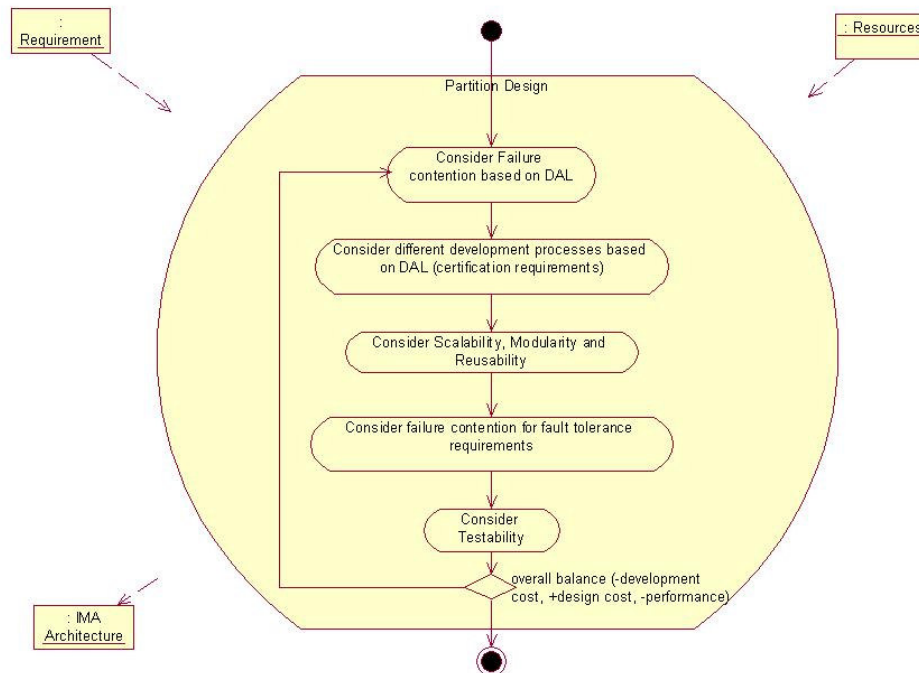 :
Requirement
: Resources
Partition Design
Consider Failure
contention based on DAL
Consider different development processes based
on DAL (certification requirements)
Consider Scalability, Modularity and
Reusability
Consider failure contention for fault tolerance
requirements
Consider
Testability
overall balance (-development
cost, +design cost, -performance)
: IMA
Architecture